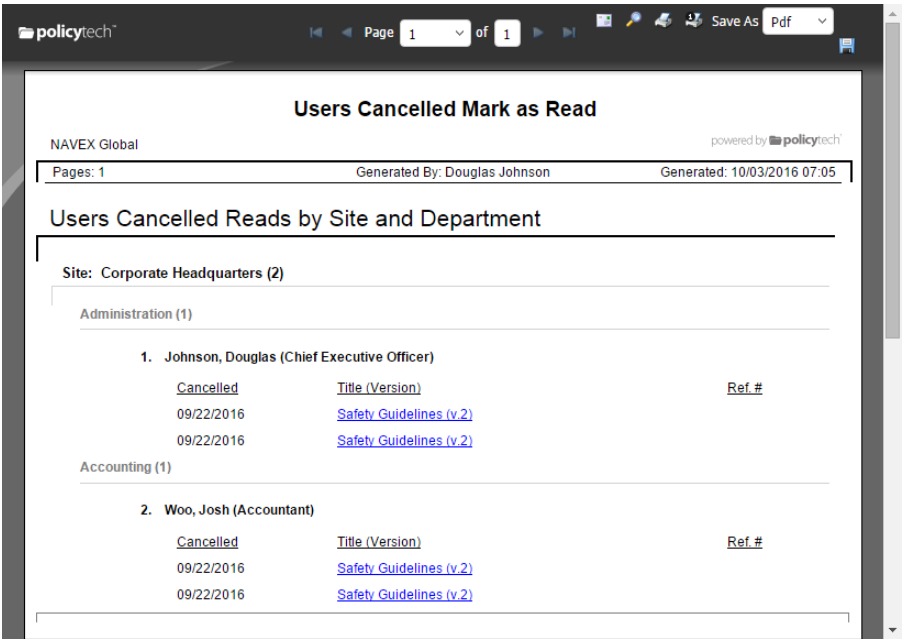 policytech Page 1 of 1 Save As Pdf
Users Cancelled Mark as Read
NAVEX Global powered by policytech
Pages: 1 Generated By: Douglas Johnson Generated: 10/03/2016 07:05
Users Cancelled Reads by Site and Department
Site: Corporate Headquarters (2)
Administration (1)
1. Johnson, Douglas (Chief Executive Officer)
Cancelled Title (Version) Ref. #
09/22/2016 Safety Guidelines (v.2)
09/22/2016 Safety Guidelines (v.2)
Accounting (1)
2. Woo, Josh (Accountant)
Cancelled Title (Version) Ref. #
09/22/2016 Safety Guidelines (v.2)
09/22/2016 Safety Guidelines (v.2)